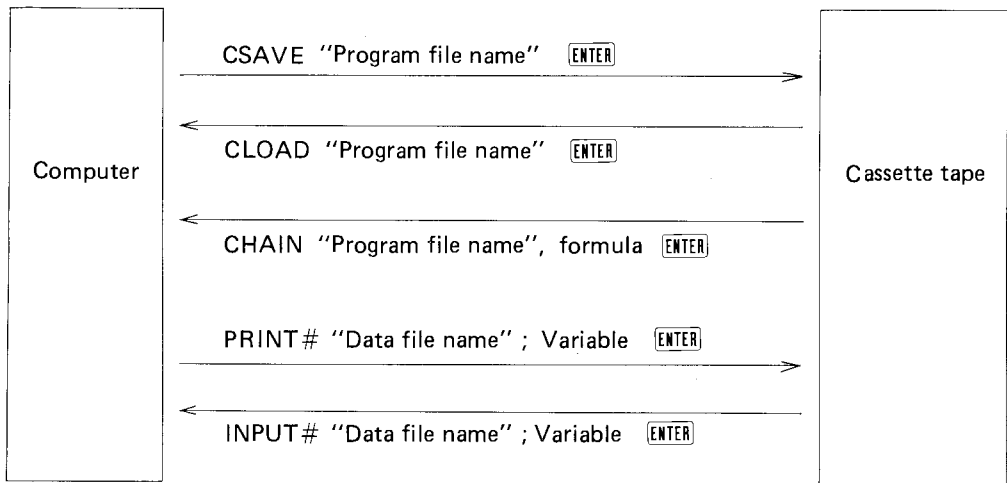 CSAVE "Program file name" ENTER
CLOAD "Program file name" ENTER
Computer
Cassette tape
CHAIN "Program file name", formula ENTER
PRINT# "Data file name" ; Variable ENTER
INPUT# "Data file name" ; Variable ENTER